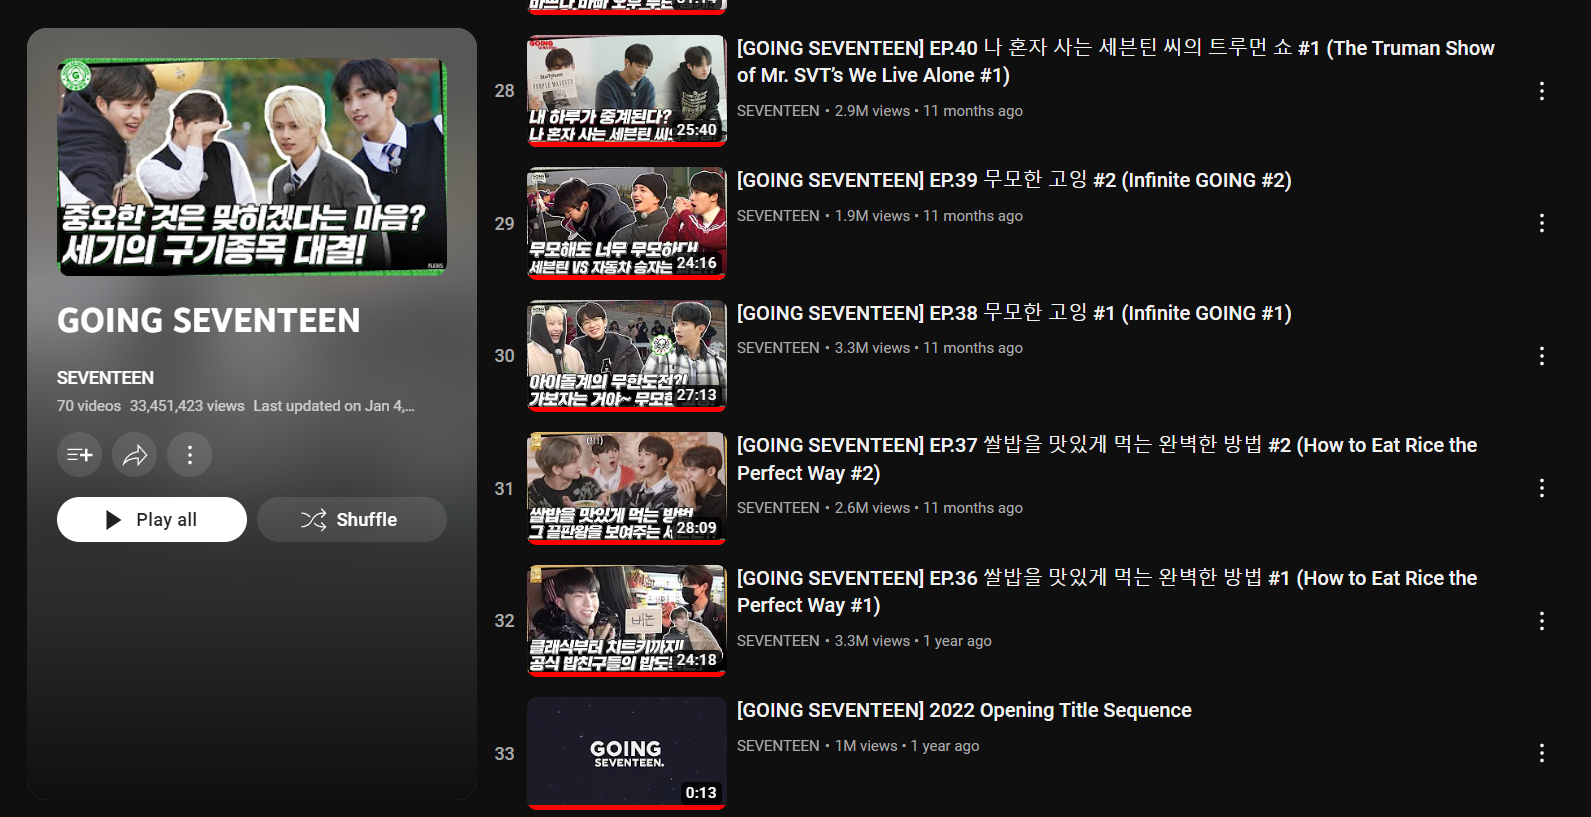 중요한 것은 맞히겠다는 마음?
세기의 구기종목 대결!
GOING SEVENTEEN
SEVENTEEN
70 videos 33,451,423 views Last updated on Jan 4,...
Play all
Shuffle
28
내 하루가 중계된다?
나 혼자 사는 세븐틴 씨의
25:40
[GOING SEVENTEEN] EP.40 나 혼자 사는 세븐틴 씨의 트루먼 쇼 #1 (The Truman Show
of Mr. SVT’s We Live Alone #1)
SEVENTEEN • 2.9M views • 11 months ago
29
무모해도 너무 무모하다!
세븐틴 VS 자동차 승자는
24:16
[GOING SEVENTEEN] EP.39 무모한 고잉 #2 (Infinite GOING #2)
SEVENTEEN • 1.9M views • 11 months ago
30
아이돌계의 무한도전?!
가보자는 거야~ 무모한
27:13
[GOING SEVENTEEN] EP.38 무모한 고잉 #1 (Infinite GOING #1)
SEVENTEEN • 3.3M views • 11 months ago
31
(!!!)
쌀밥을 맛있게 먹는 방법
그 끝판왕을 보여주는
28:09
[GOING SEVENTEEN] EP.37 쌀밥을 맛있게 먹는 완벽한 방법 #2 (How to Eat Rice the
Perfect Way #2)
SEVENTEEN • 2.6M views • 11 months ago
32
버논
클래식부터 치트키까지!
공식 밥친구들의
24:18
[GOING SEVENTEEN] EP.36 쌀밥을 맛있게 먹는 완벽한 방법 #1 (How to Eat Rice the
Perfect Way #1)
SEVENTEEN • 3.3M views • 1 year ago
33
GOING
SEVENTEEN.
0:13
[GOING SEVENTEEN] 2022 Opening Title Sequence
SEVENTEEN • 1M views • 1 year ago